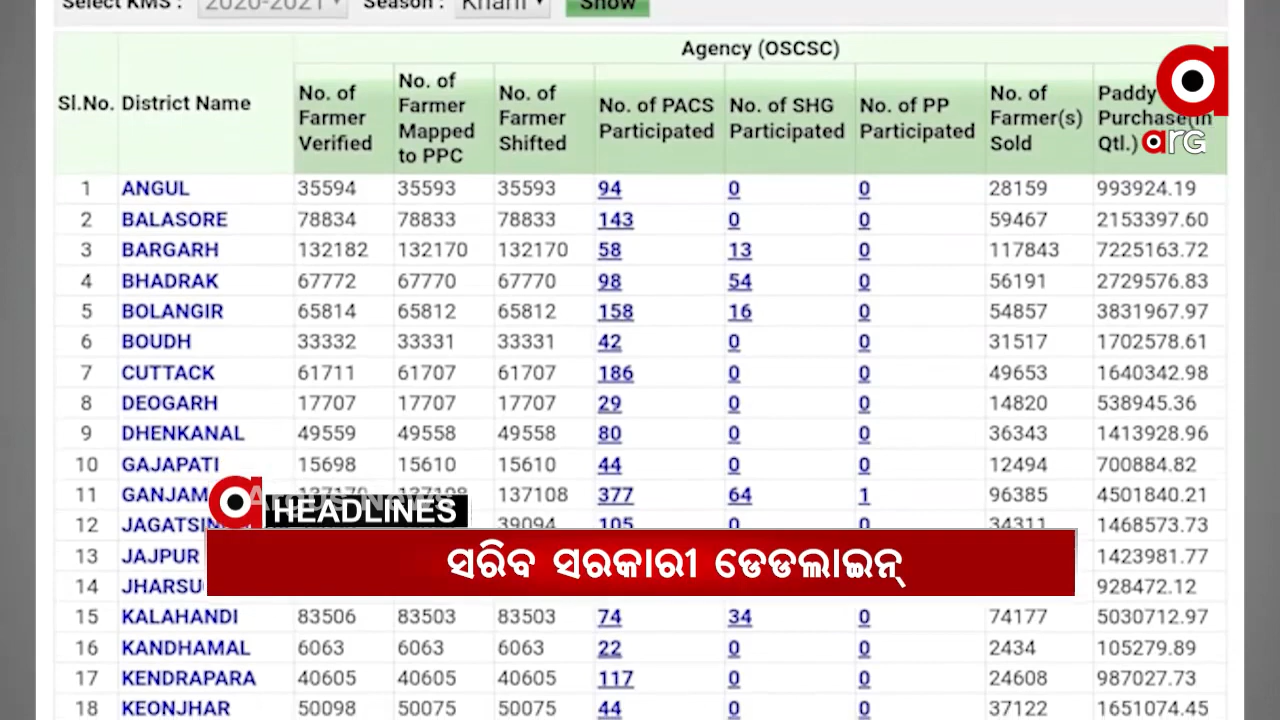 Select KMS : 2020-2021 Season : Kharif Show
Agency (OSCSC)
Sl.No. District Name No. of Farmer Verified No. of Farmer Mapped to PPC No. of Farmer Shifted No. of PACS Participated No. of SHG Participated No. of PP Participated No. of Farmer(s) Sold Paddy Purchase(in Qtl.)
arg
1 ANGUL 35594 35593 35593 94 0 0 28159 993924.19
2 BALASORE 78834 78833 78833 143 0 0 59467 2153397.60
3 BARGARH 132182 132170 132170 58 13 0 117843 7225163.72
4 BHADRAK 67772 67770 67770 98 54 0 56191 2729576.83
5 BOLANGIR 65814 65812 65812 158 16 0 54857 3831967.97
6 BOUDH 33332 33331 33331 42 0 0 31517 1702578.61
7 CUTTACK 61711 61707 61707 186 0 0 49653 1640342.98
8 DEOGARH 17707 17707 17707 29 0 0 14820 538945.36
9 DHENKANAL 49559 49558 49558 80 0 0 36343 1413928.96
10 GAJAPATI 15698 15610 15610 44 0 0 12494 700884.82
11 GANJAM 137108 377 64 1 96385 4501840.21
HEADLINES
12 39094 105 0 0 34311 1468573.73
13 JAJPUR 1423981.77
14 928472.12
ସରିବ ସରକାରୀ ଡେଡଲାଇନ୍
15 KALAHANDI 83506 83503 83503 74 34 0 74177 5030712.97
16 KANDHAMAL 6063 6063 6063 22 0 0 2434 105279.89
17 KENDRAPARA 40605 40605 40605 117 0 0 24608 987027.73
18 KEONJHAR 50098 50075 50075 44 0 0 37122 1651074.45